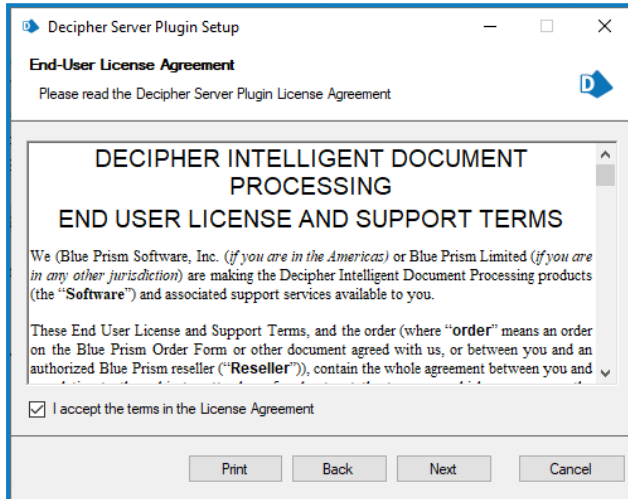 Decipher Server Plugin Setup
End-User License Agreement
Please read the Decipher Server Plugin License Agreement
D
DECIPHER INTELLIGENT DOCUMENT
PROCESSING
END USER LICENSE AND SUPPORT TERMS
We (Blue Prism Software, Inc. (if you are in the Americas) or Blue Prism Limited (if you are
in any other jurisdiction) are making the Decipher Intelligent Document Processing products
(the “Software”) and associated support services available to you.
These End User License and Support Terms, and the order (where “order” means an order
on the Blue Prism Order Form or other document agreed with us, or between you and an
authorized Blue Prism reseller (“Reseller”)), contain the whole agreement between you and
I accept the terms in the License Agreement
Print Back Next Cancel